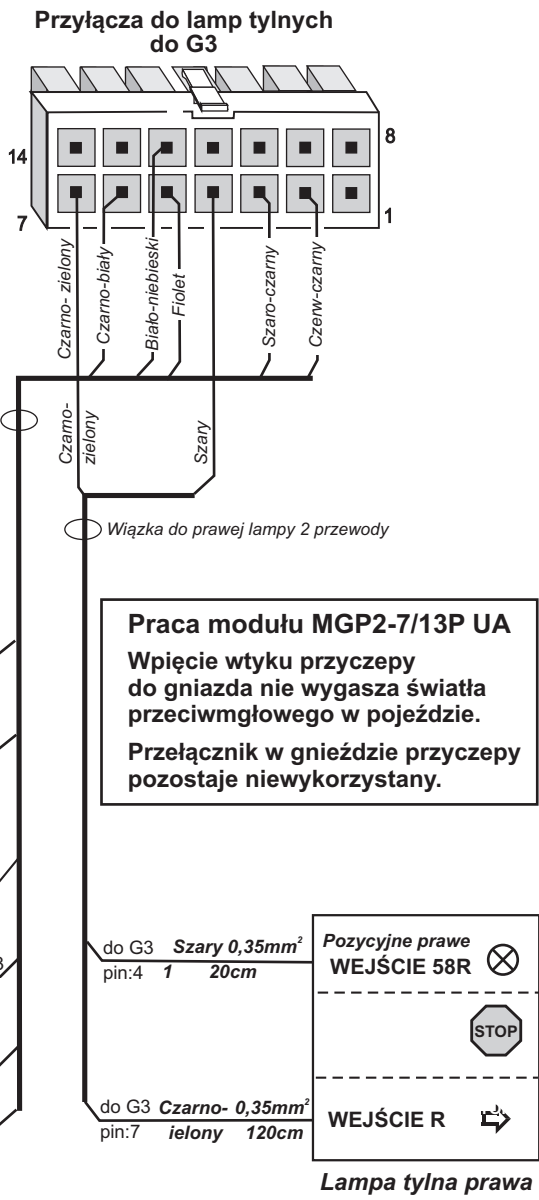 Przyłącza do lamp tylnych
do G3
14
8
7
1
Czarno- zielony
Czarno-biały
Biało-niebieski
Fiolet
Szaro-czarny
Czerw-czarny
Czarno-
zielony
Szary
Wiązka do prawej lampy 2 przewody
Praca modułu MGP2-7/13P UA
Wpięcie wtyku przyczepy
do gniazda nie wygasza światła
przeciwmgłowego w pojeździe.
Przełącznik w gnieździe przyczepy
pozostaje niewykorzystany.
3
do G3 Szary 0,35mm²
pin:4 1 20cm
Pozycyjne prawe
WEJŚCIE 58R
STOP
do G3 Czarno- 0,35mm²
pin:7 ielony 120cm
WEJŚCIE R
Lampa tylna prawa